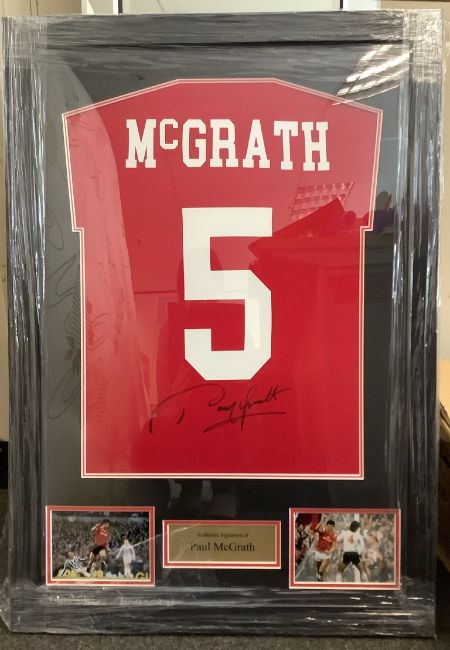 McGRATH
5
Paul McGrath
Authentic Signature of
Paul McGrath